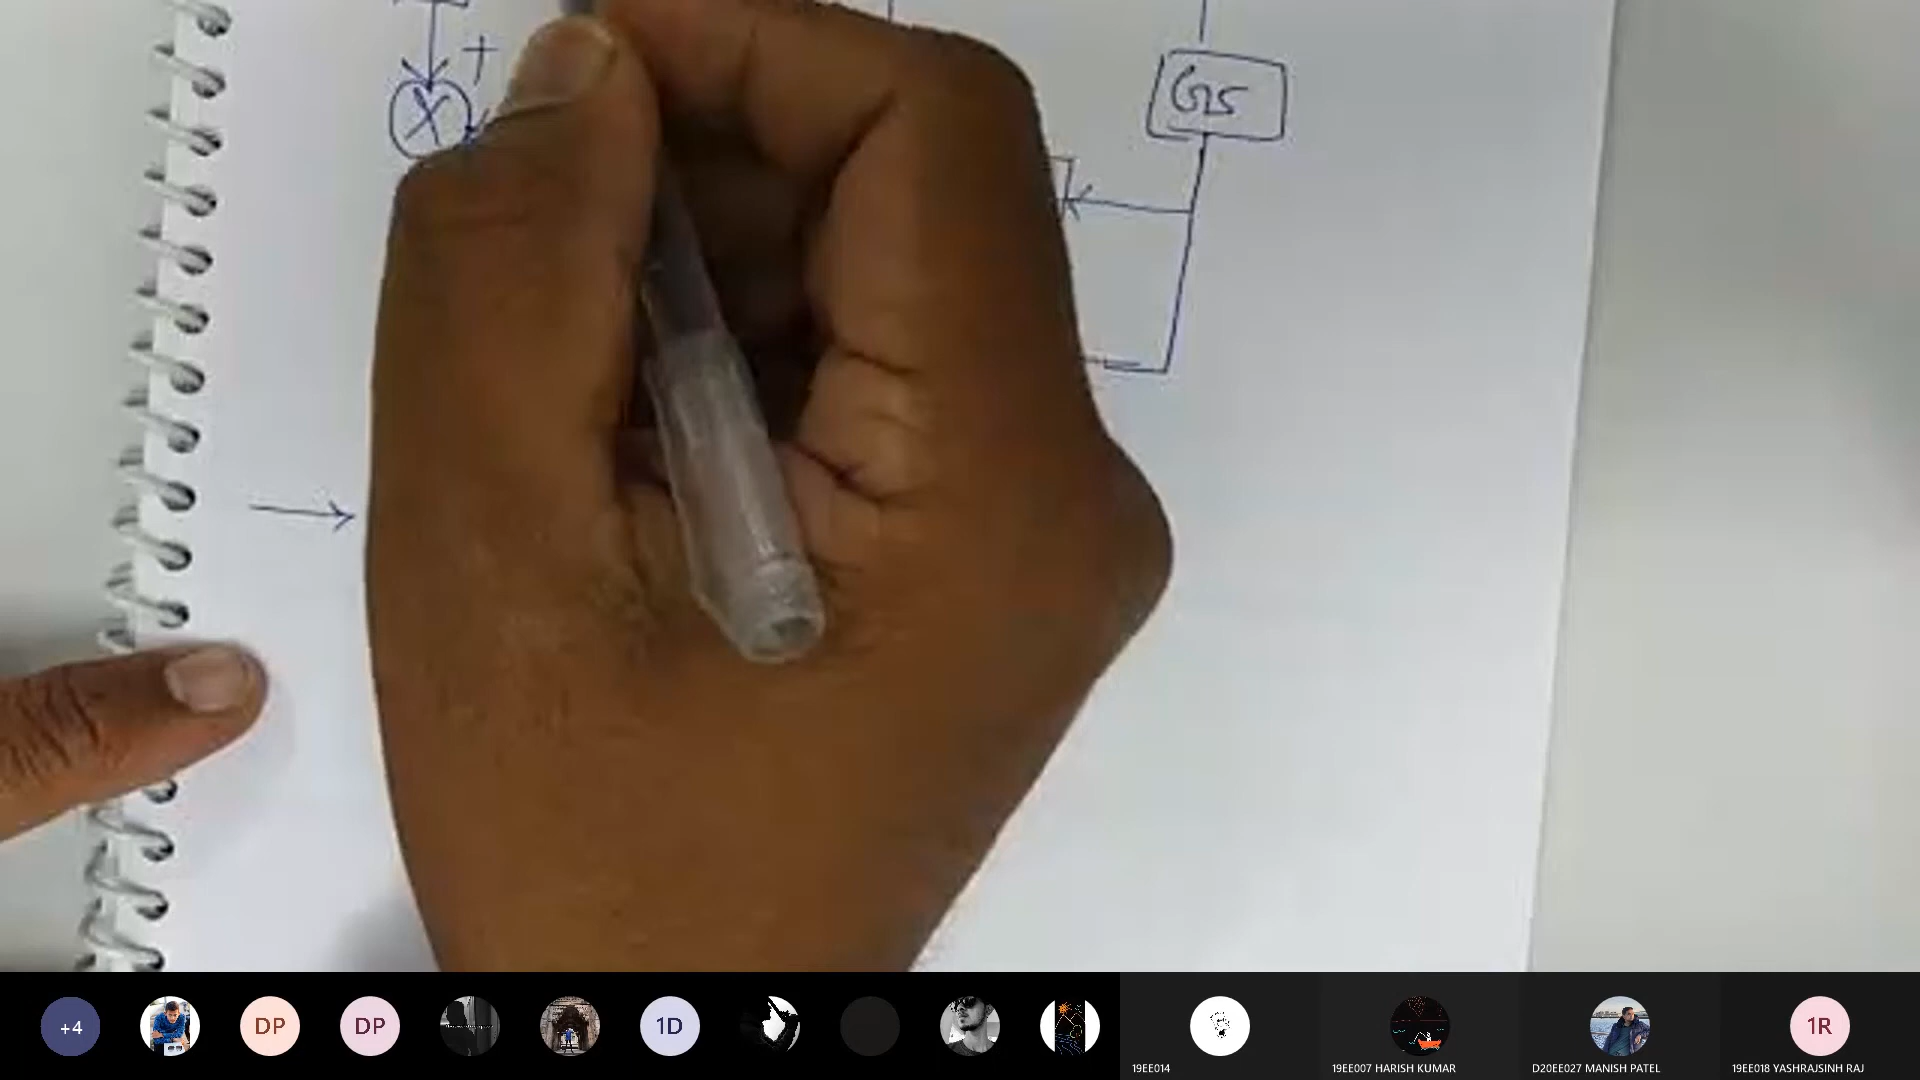 +
X
G5
+4
DP
DP
1D
1R
19EE014
19EE007 HARISH KUMAR
D20EE027 MANISH PATEL
19EE018 YASHRAJSINH RAJ